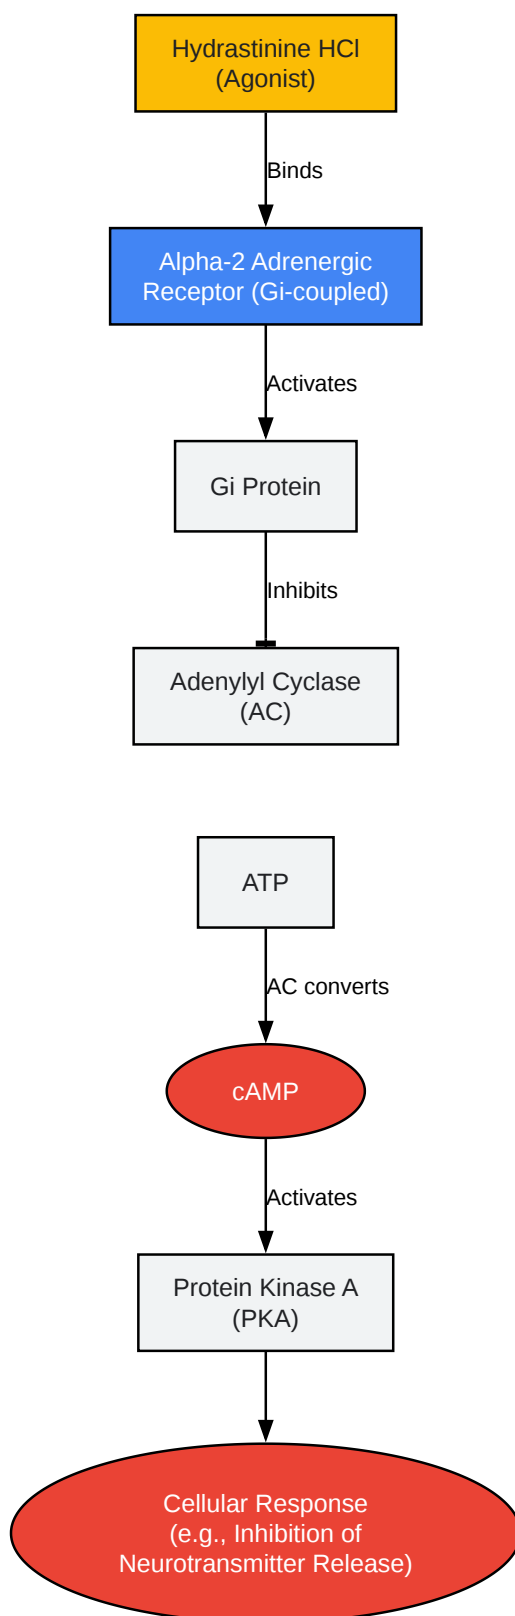 Hydrastinine HCl
(Agonist)
Binds
Alpha-2 Adrenergic
Receptor (Gi-coupled)
Activates
Gi Protein
Inhibits
Adenylyl Cyclase
(AC)
ATP
AC converts
cAMP
Activates
Protein Kinase A
(PKA)
Cellular Response
(e.g., Inhibition of
Neurotransmitter Release)